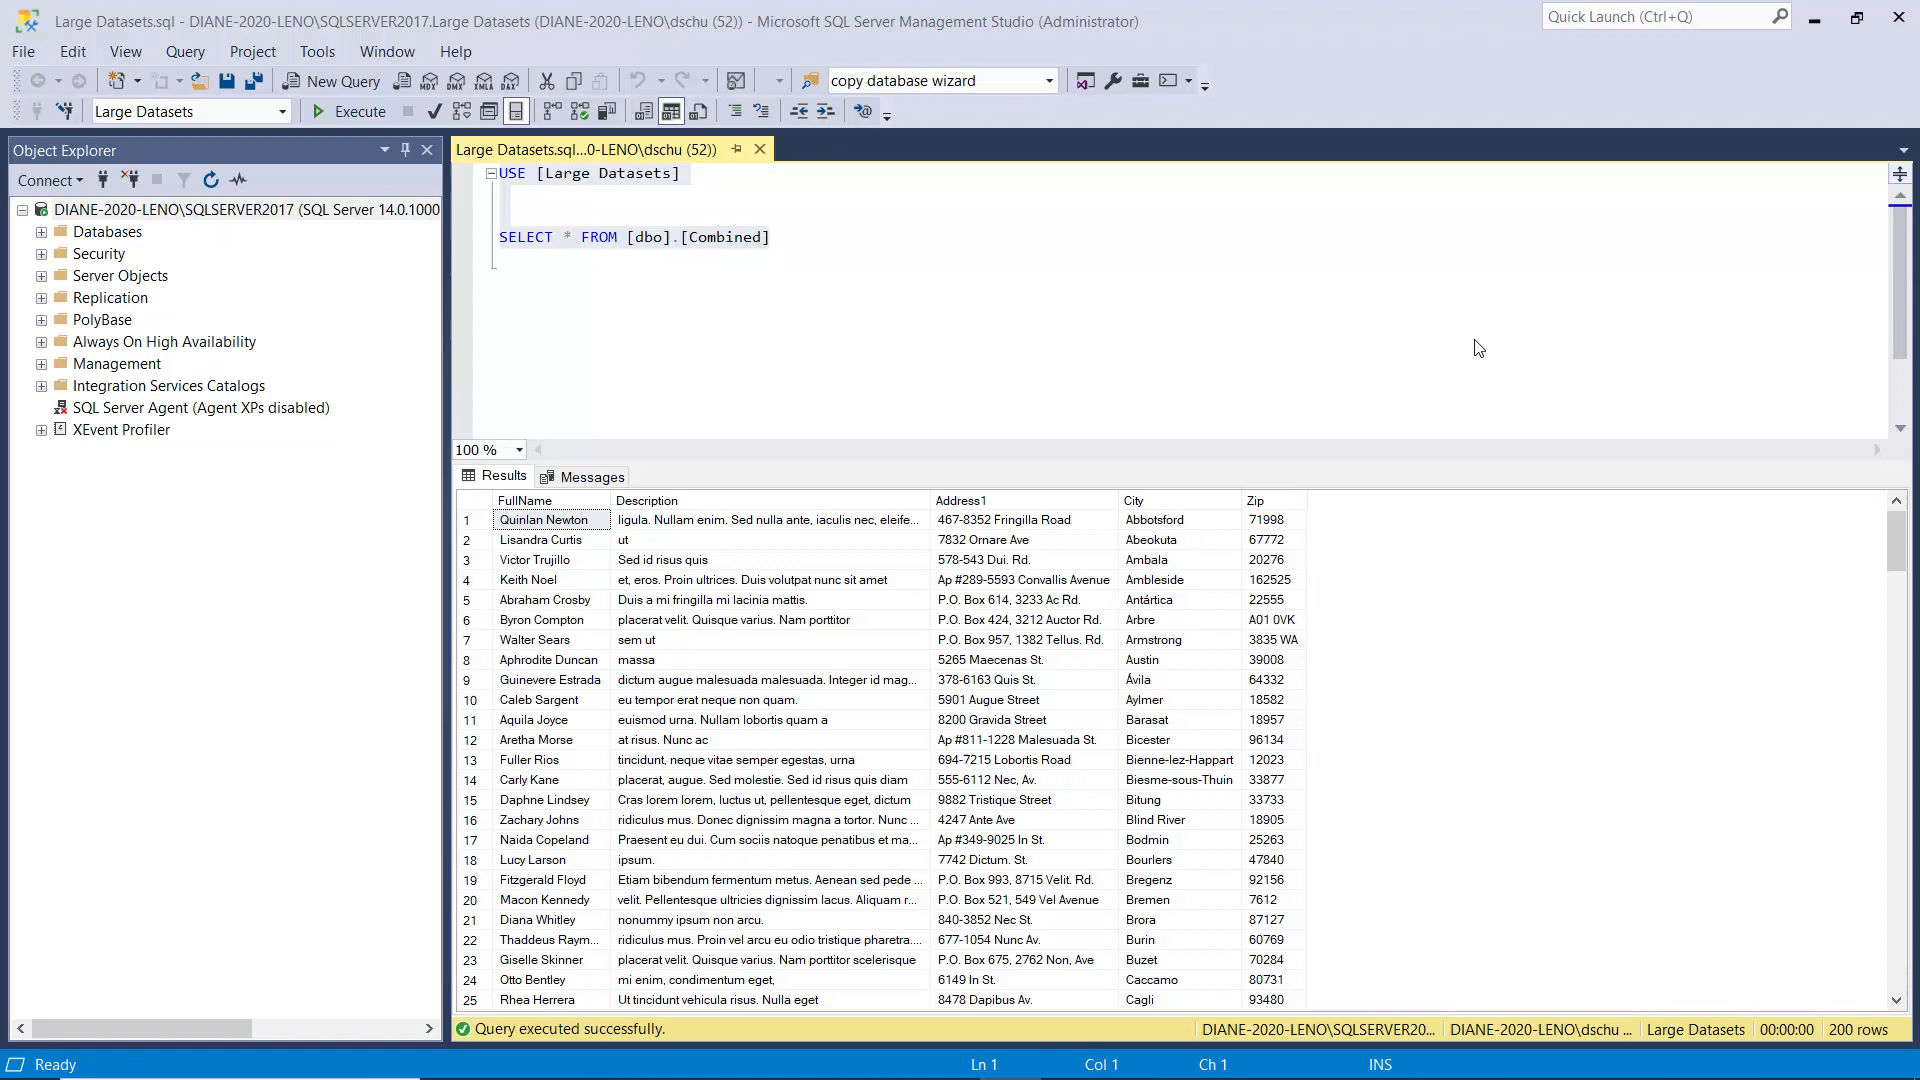 Large Datasets.sql - DIANE-2020-LENO\SQLSERVER2017.Large Datasets (DIANE-2020-LENO\dschu (52)) - Microsoft SQL Server Management Studio (Administrator)
Quick Launch (Ctrl+Q)
File Edit View Query Project Tools Window Help
New Query MDX DMX XMLA DAX copy database wizard
Large Datasets Execute
Object Explorer
Connect
DIANE-2020-LENO\SQLSERVER2017 (SQL Server 14.0.1000
Databases
Security
Server Objects
Replication
PolyBase
Always On High Availability
Management
Integration Services Catalogs
SQL Server Agent (Agent XPs disabled)
XEvent Profiler
Large Datasets.sql...0-LENO\dschu (52))
USE [Large Datasets]
SELECT * FROM [dbo].[Combined]
100 %
Results Messages
FullName Description Address1 City Zip
1 Quinlan Newton ligula. Nullam enim. Sed nulla ante, iaculis nec, eleife... 467-8352 Fringilla Road Abbotsford 71998
2 Lisandra Curtis ut 7832 Ornare Ave Abeokuta 67772
3 Victor Trujillo Sed id risus quis 578-543 Dui. Rd. Ambala 20276
4 Keith Noel et, eros. Proin ultrices. Duis volutpat nunc sit amet Ap #289-5593 Convallis Avenue Ambleside 162525
5 Abraham Crosby Duis a mi fringilla mi lacinia mattis. P.O. Box 614, 3233 Ac Rd. Antártica 22555
6 Byron Compton placerat velit. Quisque varius. Nam porttitor P.O. Box 424, 3212 Auctor Rd. Arbre A01 0VK
7 Walter Sears sem ut P.O. Box 957, 1382 Tellus. Rd. Armstrong 3835 WA
8 Aphrodite Duncan massa 5265 Maecenas St. Austin 39008
9 Guinevere Estrada dictum augue malesuada malesuada. Integer id mag... 378-6163 Quis St. Ávila 64332
10 Caleb Sargent eu tempor erat neque non quam. 5901 Augue Street Aylmer 18582
11 Aquila Joyce euismod urna. Nullam lobortis quam a 8200 Gravida Street Barasat 18957
12 Aretha Morse at risus. Nunc ac Ap #811-1228 Malesuada St. Bicester 96134
13 Fuller Rios tincidunt, neque vitae semper egestas, urna 694-7215 Lobortis Road Bienne-lez-Happart 12023
14 Carly Kane placerat, augue. Sed molestie. Sed id risus quis diam 555-6112 Nec, Av. Biesme-sous-Thuin 33877
15 Daphne Lindsey Cras lorem lorem, luctus ut, pellentesque eget, dictum 9882 Tristique Street Bitung 33733
16 Zachary Johns ridiculus mus. Donec dignissim magna a tortor. Nunc ... 4247 Ante Ave Blind River 18905
17 Naida Copeland Praesent eu dui. Cum sociis natoque penatibus et ma... Ap #349-9025 In St. Bodmin 25263
18 Lucy Larson ipsum. 7742 Dictum. St. Bourlers 47840
19 Fitzgerald Floyd Etiam bibendum fermentum metus. Aenean sed pede ... P.O. Box 993, 8715 Velit. Rd. Bregenz 92156
20 Macon Kennedy velit. Pellentesque ultricies dignissim lacus. Aliquam r... P.O. Box 521, 549 Vel Avenue Bremen 7612
21 Diana Whitley nonummy ipsum non arcu. 840-3852 Nec St. Brora 87127
22 Thaddeus Raym... ridiculus mus. Proin vel arcu eu odio tristique pharetra.... 677-1054 Nunc Av. Burin 60769
23 Giselle Skinner placerat velit. Quisque varius. Nam porttitor scelerisque P.O. Box 675, 2762 Non, Ave Buzet 70284
24 Otto Bentley mi enim, condimentum eget, 6149 In St. Caccamo 80731
25 Rhea Herrera Ut tincidunt vehicula risus. Nulla eget 8478 Dapibus Av. Cagli 93480
Query executed successfully. DIANE-2020-LENO\SQLSERVER20... DIANE-2020-LENO\dschu ... Large Datasets 00:00:00 200 rows
Ready Ln 1 Col 1 Ch 1 INS